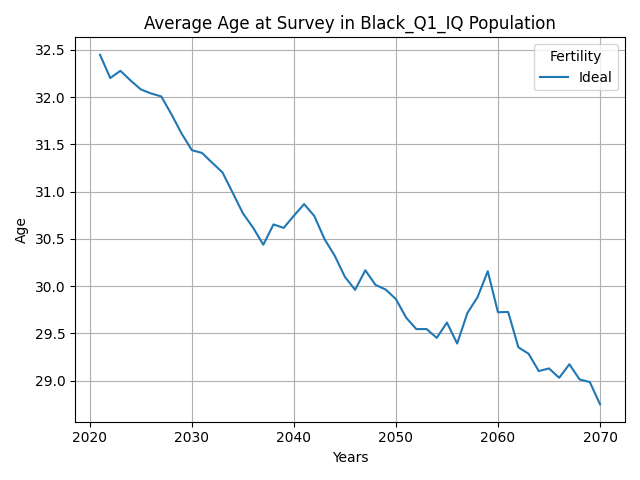 Average Age at Survey in Black_Q1_IQ Population
Fertility
Ideal
Age
32.5
32.0
31.5
31.0
30.5
30.0
29.5
29.0
2020 2030 2040 2050 2060 2070
Years